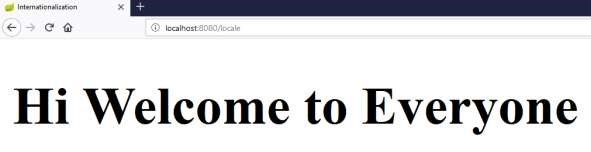 Internationalization
localhost:8080/locale
Hi Welcome to Everyone